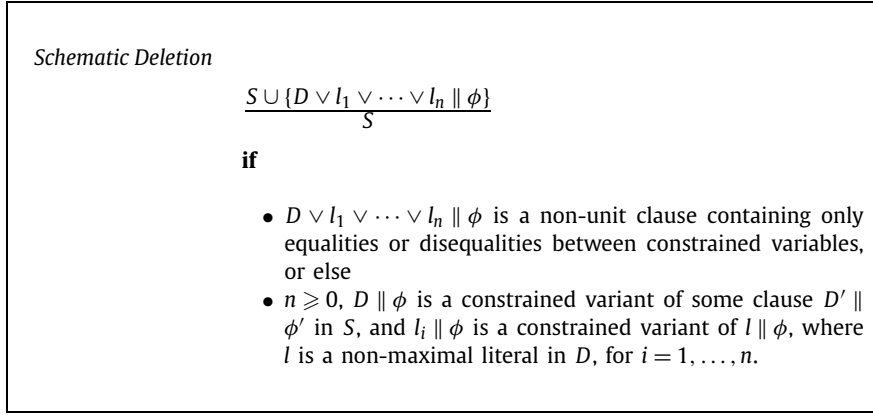 Schematic Deletion
S ∪ {D ∨ l₁ ∨ ··· ∨ lₙ ∥ ϕ}
S
if
• D ∨ l₁ ∨ ··· ∨ lₙ ∥ ϕ is a non-unit clause containing only
equalities or disequalities between constrained variables,
or else
• n ⩾ 0, D ∥ ϕ is a constrained variant of some clause D′ ∥
ϕ′ in S, and lᵢ ∥ ϕ is a constrained variant of l ∥ ϕ, where
l is a non-maximal literal in D, for i = 1, . . . , n.